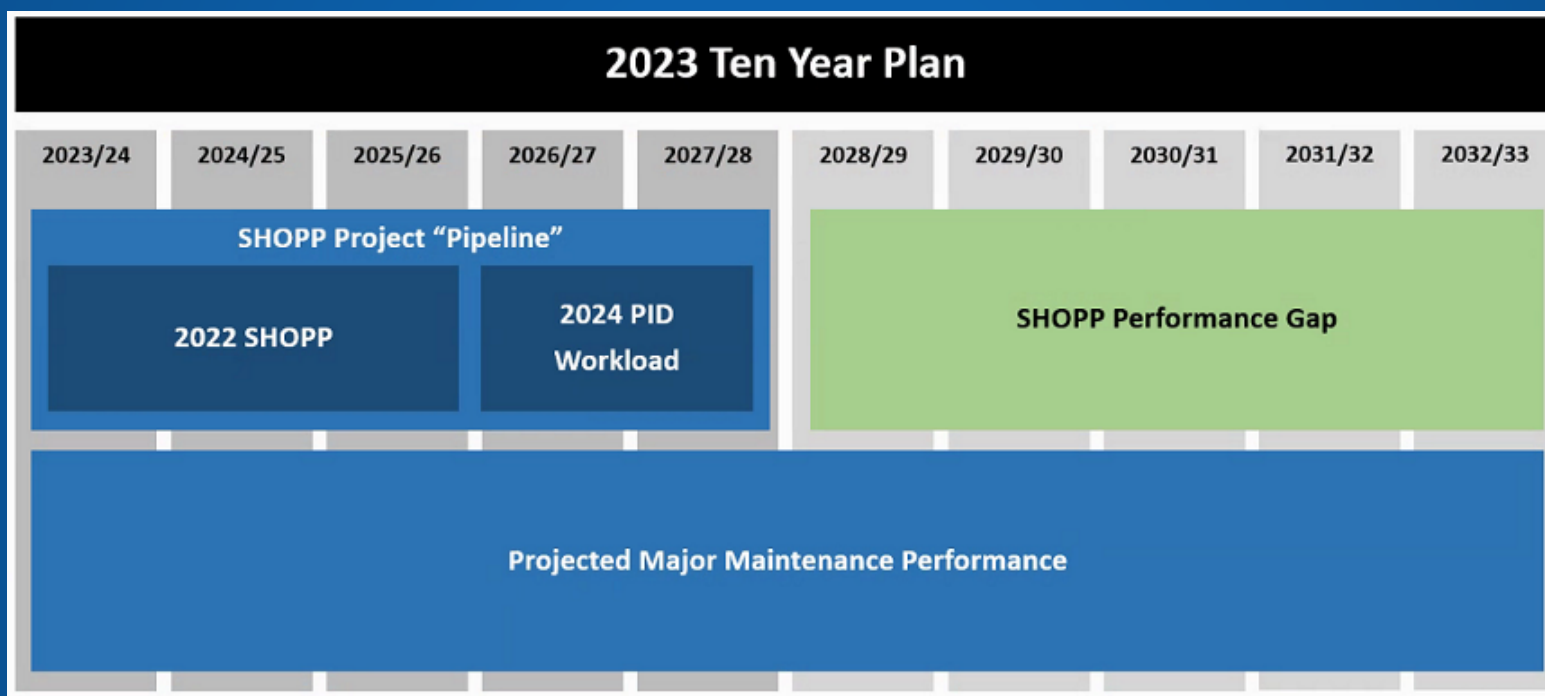 2023 Ten Year Plan
2023/24 2024/25 2025/26 2026/27 2027/28 2028/29 2029/30 2030/31 2031/32 2032/33
SHOPP Project “Pipeline”
2022 SHOPP
2024 PID
Workload
SHOPP Performance Gap
Projected Major Maintenance Performance